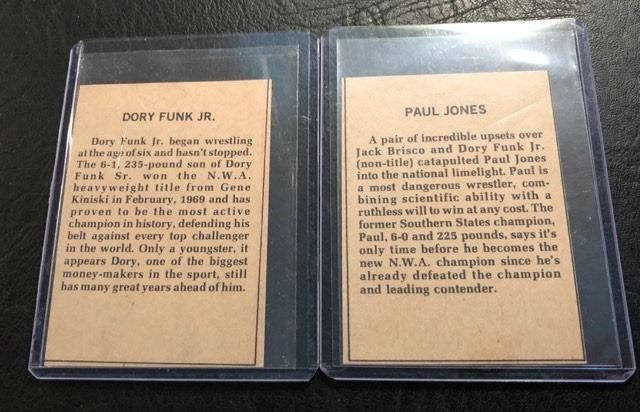 DORY FUNK JR.
Dory Funk Jr. began wrestling
at the age of six and hasn't stopped.
The 6-1, 235-pound son of Dory
Funk Sr. won the N.W.A.
heavyweight title from Gene
Kiniski in February, 1969 and has
proven to be the most active
champion in history, defending his
belt against every top challenger
in the world. Only a youngster, it
appears Dory, one of the biggest
money-makers in the sport, still
has many great years ahead of him.
PAUL JONES
A pair of incredible upsets over
Jack Brisco and Dory Funk Jr.
(non-title) catapulted Paul Jones
into the national limelight. Paul is
a most dangerous wrestler, com-
bining scientific ability with a
ruthless will to win at any cost. The
former Southern States champion,
Paul, 6-0 and 225 pounds, says it's
only time before he becomes the
new N.W.A. champion since he's
already defeated the champion
and leading contender.